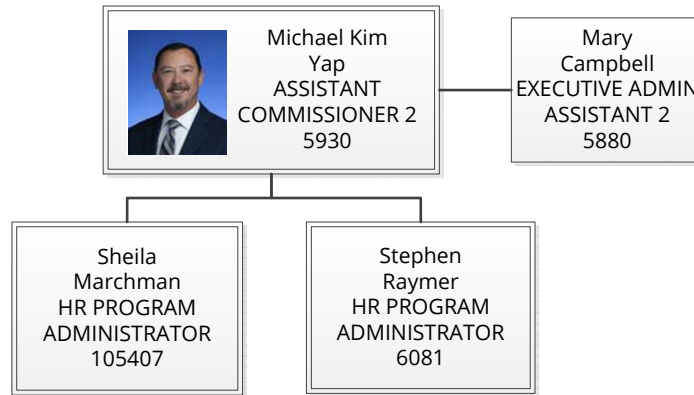 Michael Kim
Yap
ASSISTANT
COMMISSIONER 2
5930
Mary
Campbell
EXECUTIVE ADMIN
ASSISTANT 2
5880
Sheila
Marchman
HR PROGRAM
ADMINISTRATOR
105407
Stephen
Raymer
HR PROGRAM
ADMINISTRATOR
6081